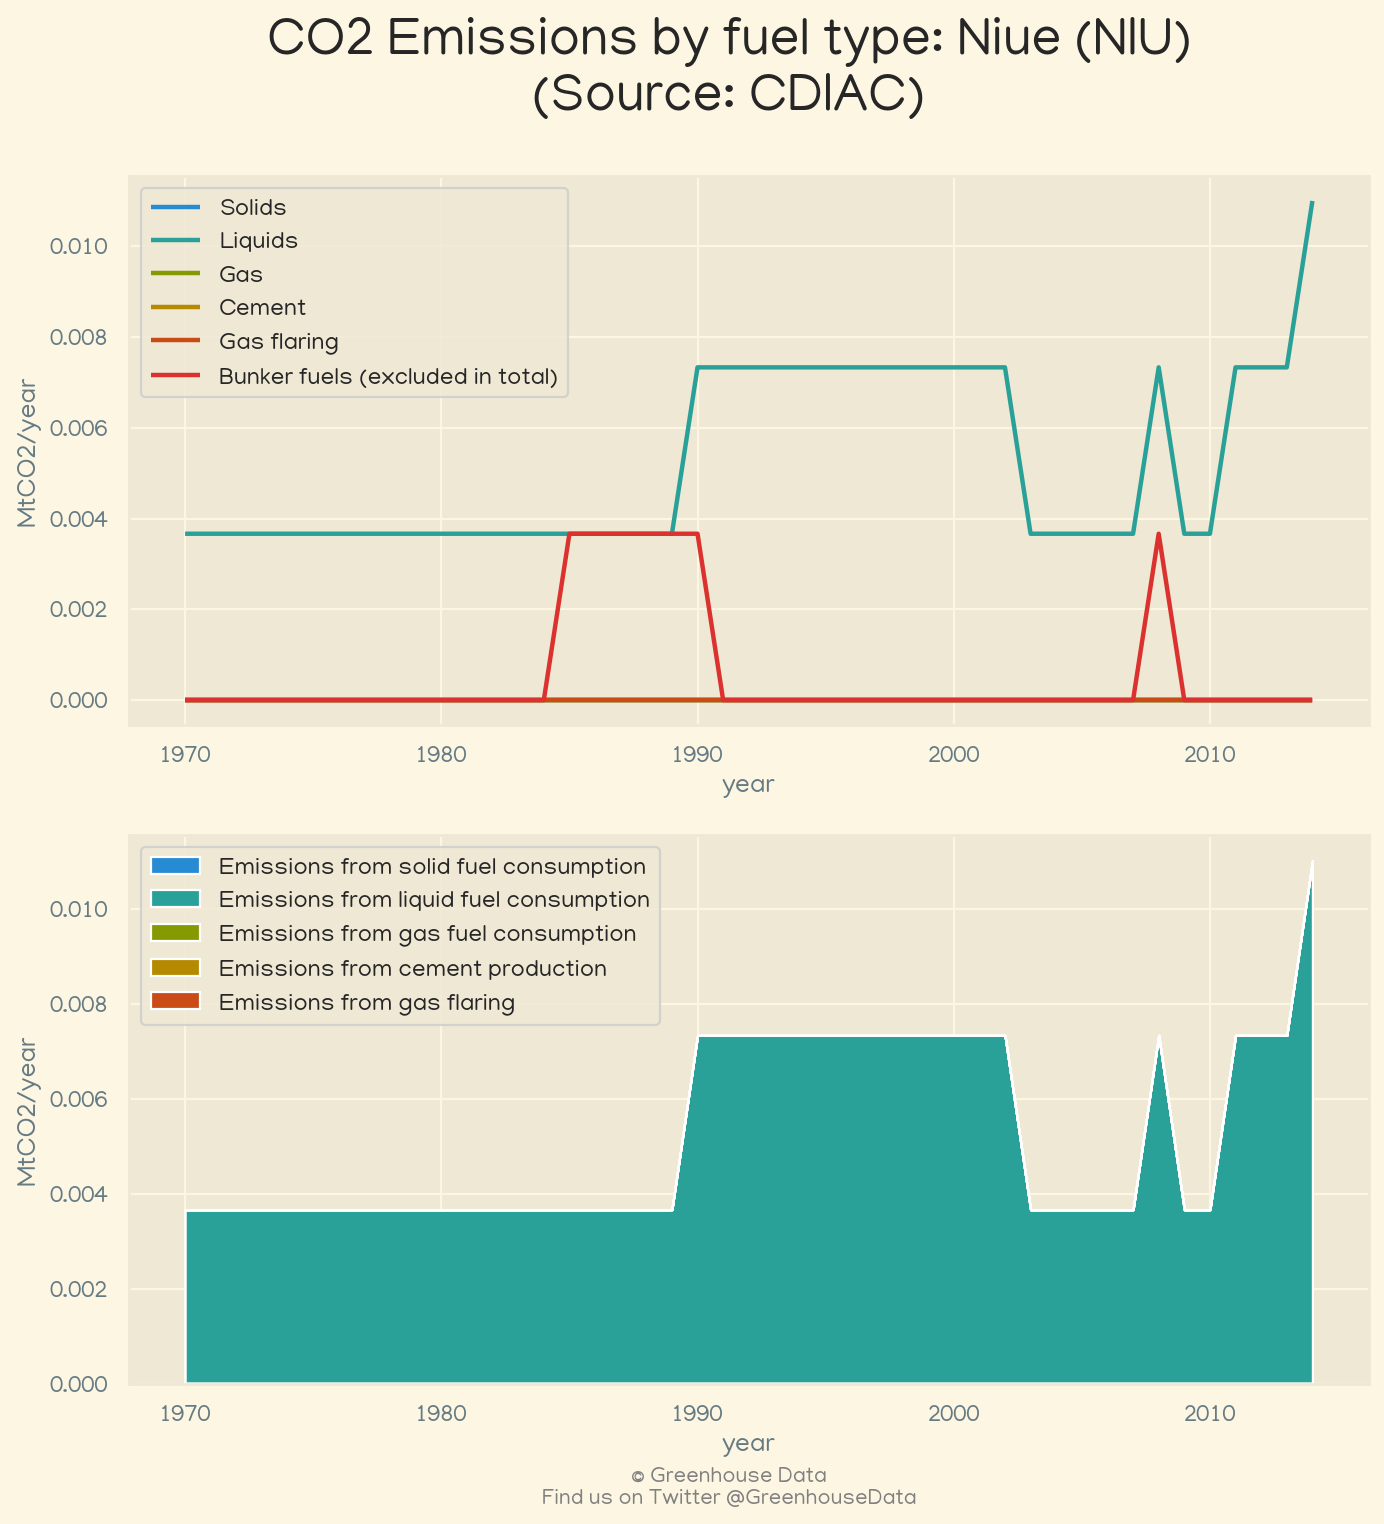 CO2 Emissions by fuel type: Niue (NIU)
(Source: CDIAC)
Solids
Liquids
Gas
Cement
Gas flaring
Bunker fuels (excluded in total)
0.010
0.008
0.006
0.004
0.002
0.000
MtCO2/year
1970 1980 1990 2000 2010
year
Emissions from solid fuel consumption
Emissions from liquid fuel consumption
Emissions from gas fuel consumption
Emissions from cement production
Emissions from gas flaring
0.010
0.008
0.006
0.004
0.002
0.000
MtCO2/year
1970 1980 1990 2000 2010
year
© Greenhouse Data
Find us on Twitter @GreenhouseData